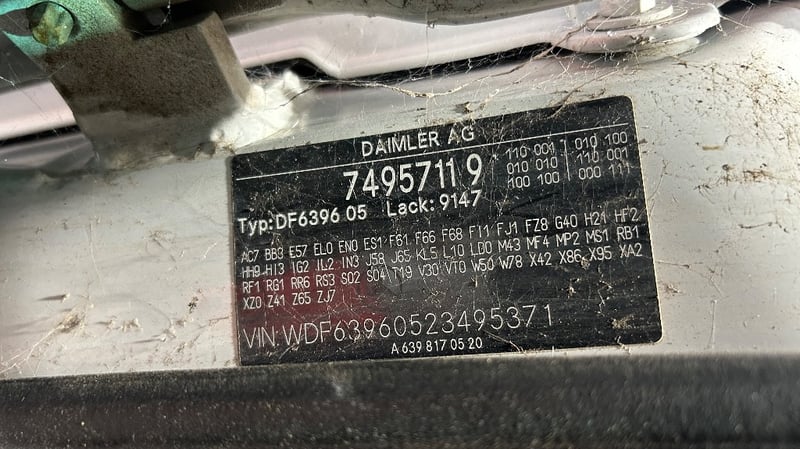 DAIMLER AG
7495711 9
110 001 010 100
010 010 110 001
100 100 000 111
Typ:DF6396 05 Lack:9147
AC7 BB3 E57 EL0 EN0 ES1 F61 F66 F68 F11 FJ1 FZ8 G40 H21 HF2
HH9 HI3 IG2 IL2 IN3 J58 J65 KL5 L10 LD0 M43 MF4 MP2 MS1 RB1
RF1 RG1 RR6 RS3 S02 S04 T19 V30 VT0 W50 W78 X42 X86 X95 XA2
XZ0 Z41 Z65 ZJ7
VIN:WDF63960523495371
A 639 817 05 20